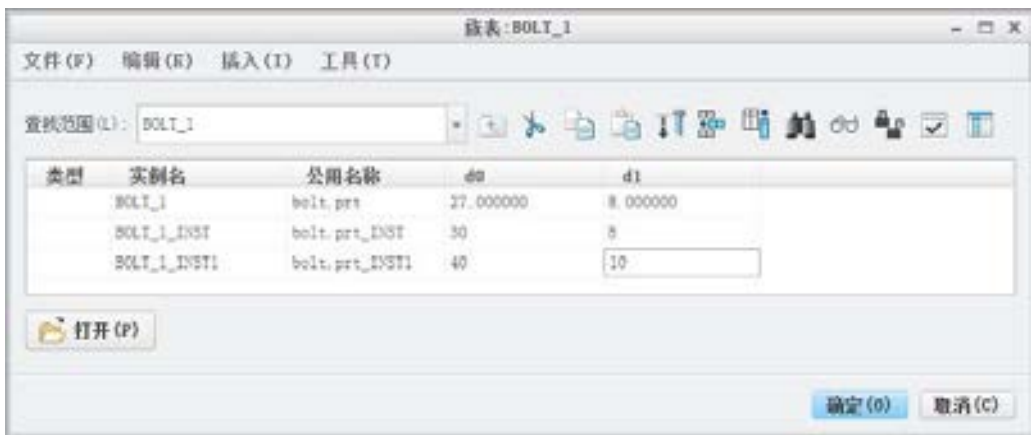 族表:BOLT_1
文件(F) 编辑(E) 插入(I) 工具(T)
查找范围(L): BOLT_1
类型 实例名 公用名称 d0 d1
BOLT_1 bolt.prt 27.000000 8.000000
BOLT_1_INST bolt.prt_INST 30 8
BOLT_1_INST1 bolt.prt_INST1 40 10
打开(P)
确定(O) 取消(C)